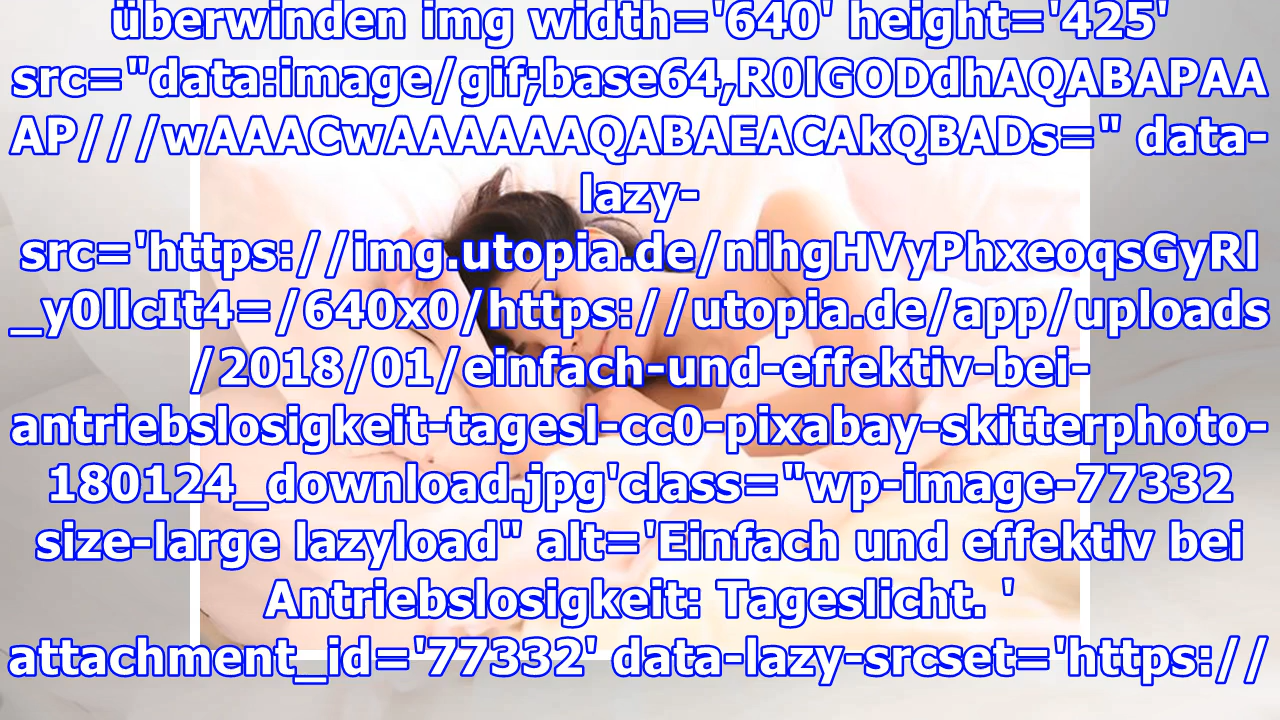 überwinden img width='640' height='425'
src="data:image/gif;base64,R0lGODdhAQABAPAA
AP///wAAACwAAAAAAQABAEACAkQBADs=" data-
lazy-
src='https://img.utopia.de/nihgHVyPhxeoqsGyRl
_y0llcIt4=/640x0/https://utopia.de/app/uploads
/2018/01/einfach-und-effektiv-bei-
antriebslosigkeit-tagesl-cc0-pixabay-skitterphoto-
180124_download.jpg'class="wp-image-77332
size-large lazyload" alt='Einfach und effektiv bei
Antriebslosigkeit: Tageslicht. '
attachment_id='77332' data-lazy-srcset='https://